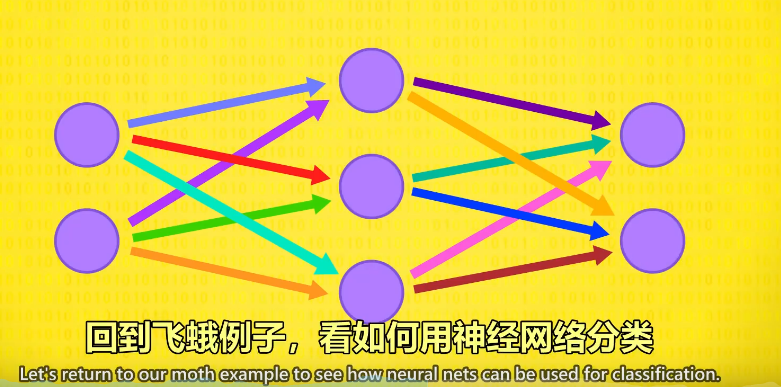 回到飞蛾例子，看如何用神经网络分类
Let's return to our moth example to see how neural nets can be used for classification.